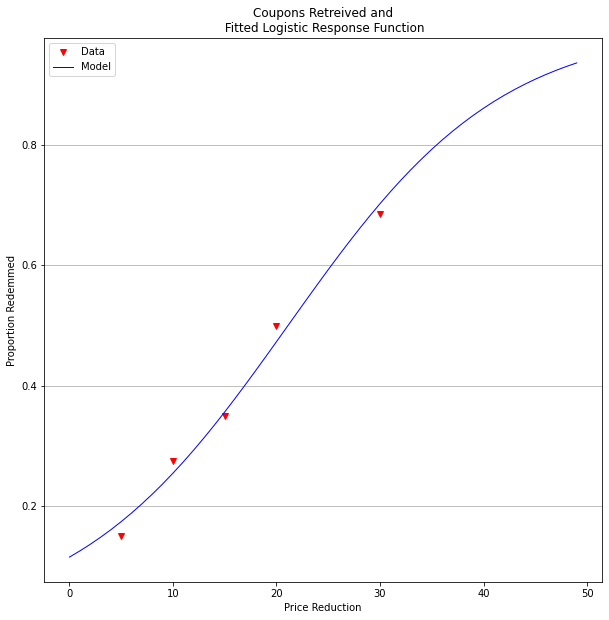 Coupons Retreived and
Fitted Logistic Response Function
Data
Model
Proportion Redemmed
0.8
0.6
0.4
0.2
0
10
20
30
40
50
Price Reduction